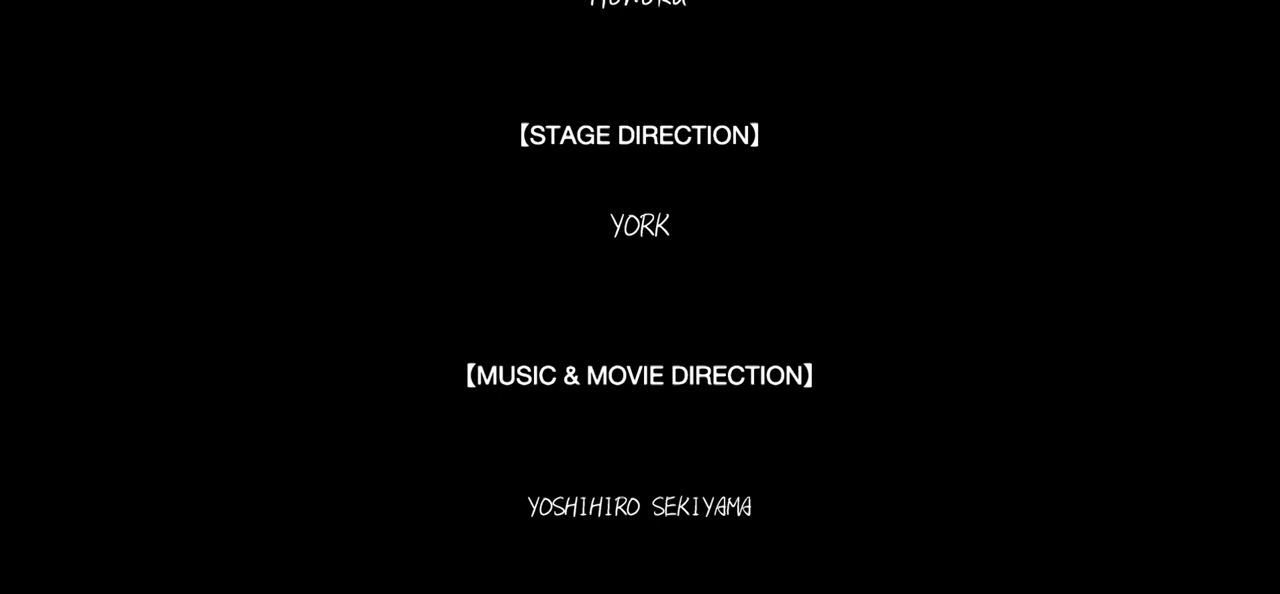 【STAGE DIRECTION】
YORK
【MUSIC & MOVIE DIRECTION】
YOSHIHIRO SEKIYAMA